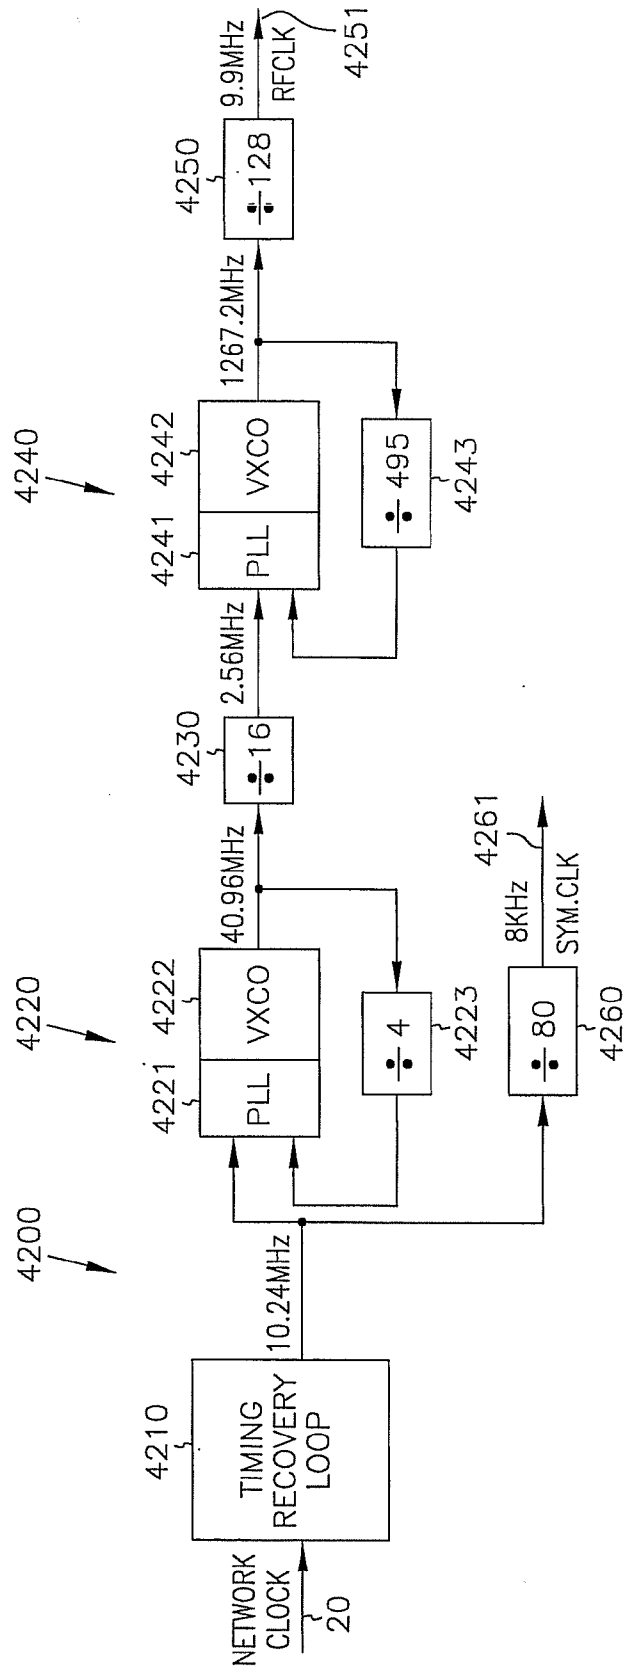 4200
NETWORK
CLOCK
20
4210
TIMING
RECOVERY
LOOP
10.24MHz
4220
4221
4222
PLL
VXCO
40.96MHz
÷ 4
4223
÷ 80
4260
8KHz
SYM.CLK
4261
4230
÷ 16
2.56MHz
4240
4241
4242
PLL
VXCO
1267.2MHz
÷ 495
4243
4250
÷ 128
9.9MHz
RFCLK
4251